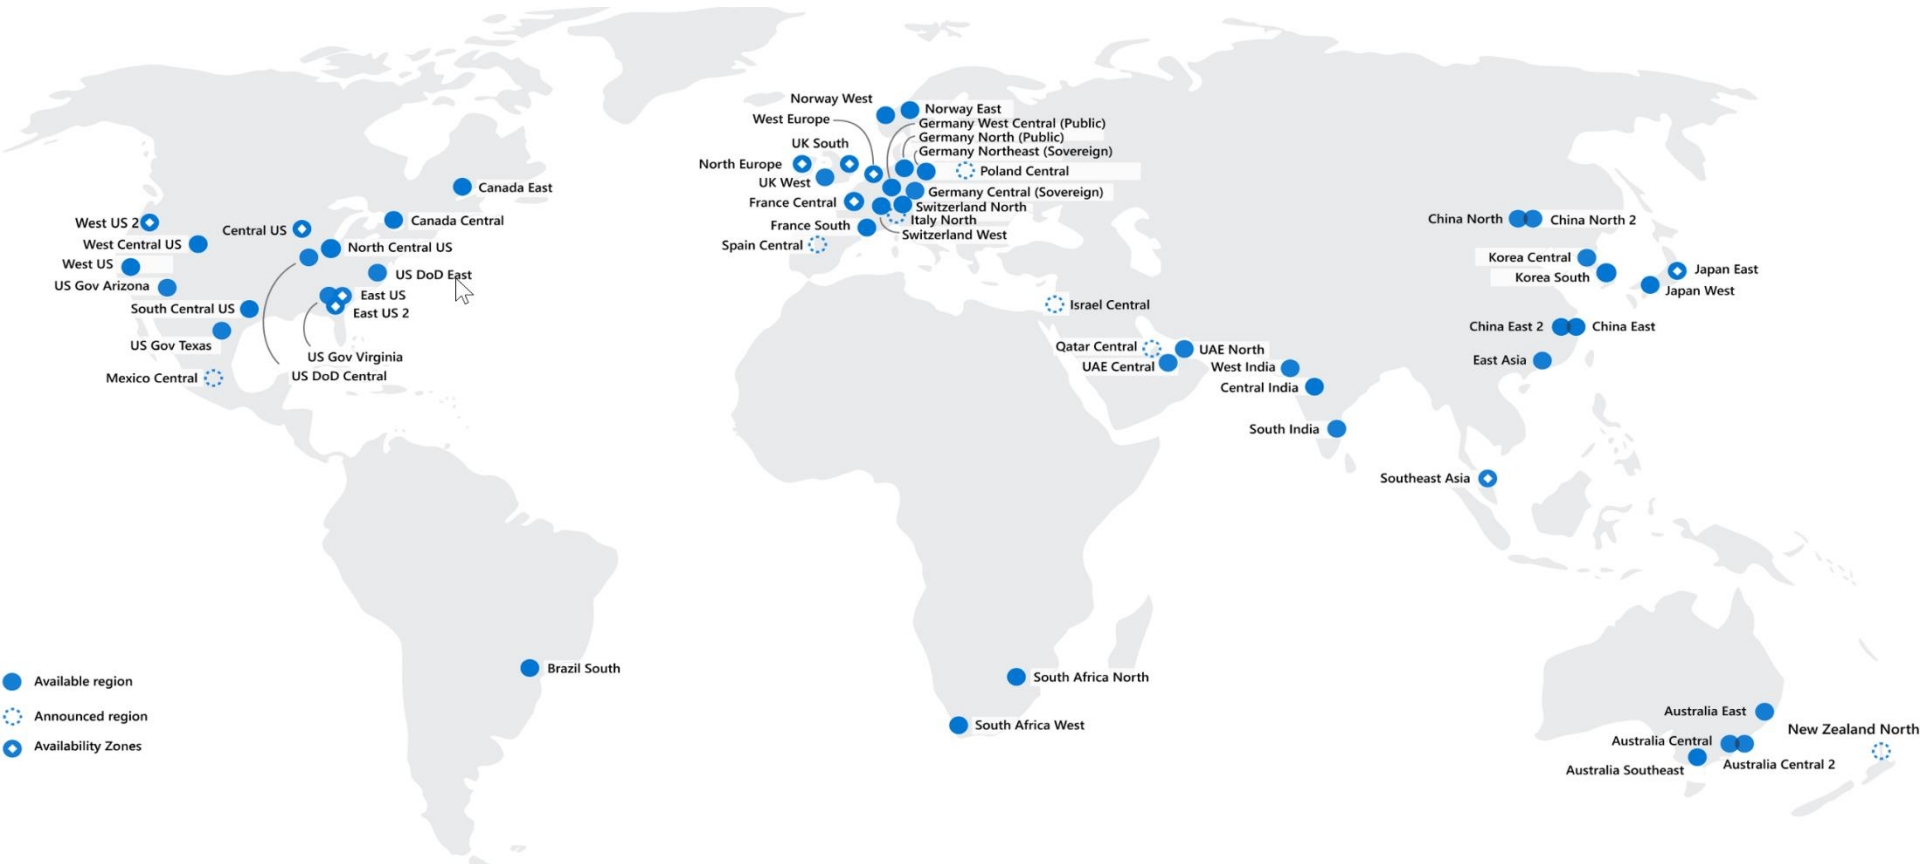 Norway West
Norway East
West Europe
Germany West Central (Public)
Germany North (Public)
UK South
Germany Northeast (Sovereign)
North Europe
Poland Central
UK West
Germany Central (Sovereign)
France Central
Switzerland North
Italy North
France South
Switzerland West
Spain Central
Canada East
Canada Central
West US 2
Central US
West Central US
North Central US
West US
US DoD East
US Gov Arizona
East US
South Central US
East US 2
US Gov Texas
US Gov Virginia
US DoD Central
Mexico Central
China North
China North 2
Korea Central
Korea South
Japan East
Japan West
Israel Central
China East 2
China East
Qatar Central
UAE North
UAE Central
West India
Central India
East Asia
South India
Southeast Asia
Brazil South
South Africa North
South Africa West
Australia East
New Zealand North
Australia Central
Australia Central 2
Australia Southeast
Available region
Announced region
Availability Zones